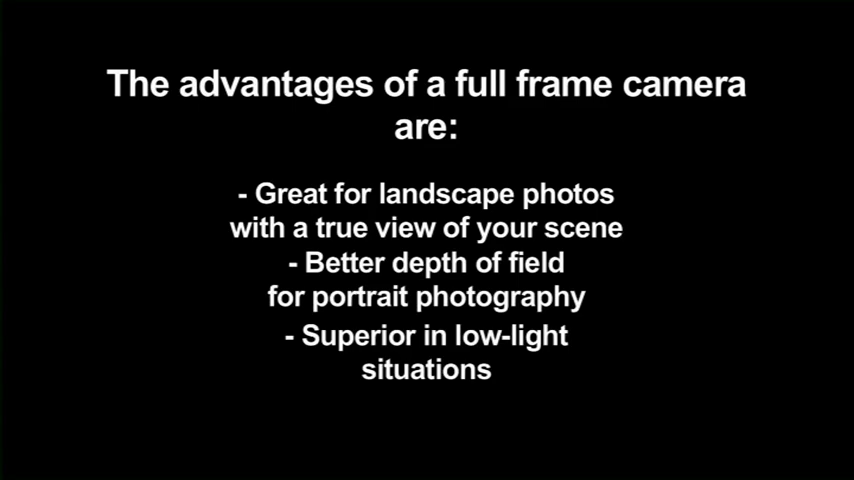 The advantages of a full frame camera
are:
- Great for landscape photos
with a true view of your scene
- Better depth of field
for portrait photography
- Superior in low-light
situations